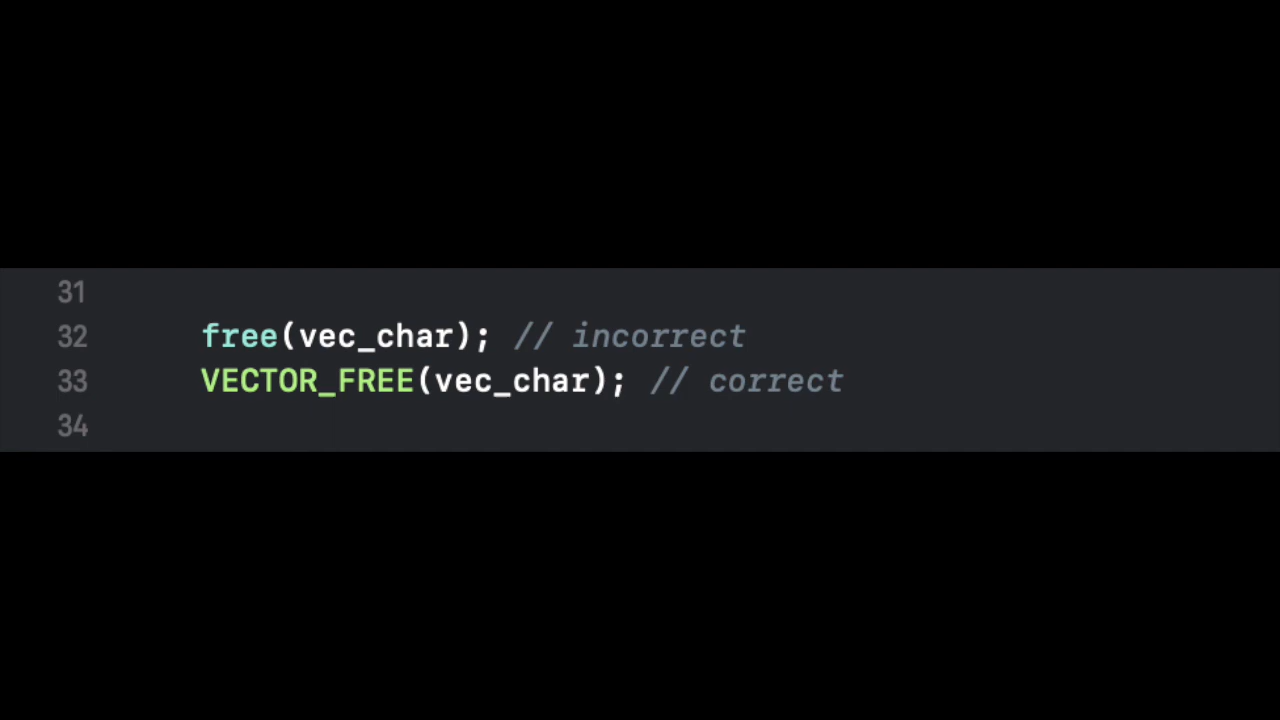 31
32 free(vec_char); // incorrect
33 VECTOR_FREE(vec_char); // correct
34